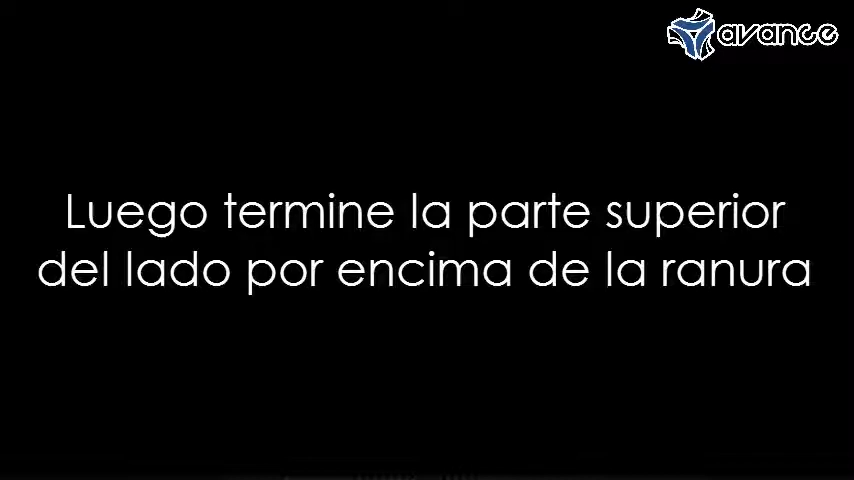 avance
Luego termine la parte superior
del lado por encima de la ranura